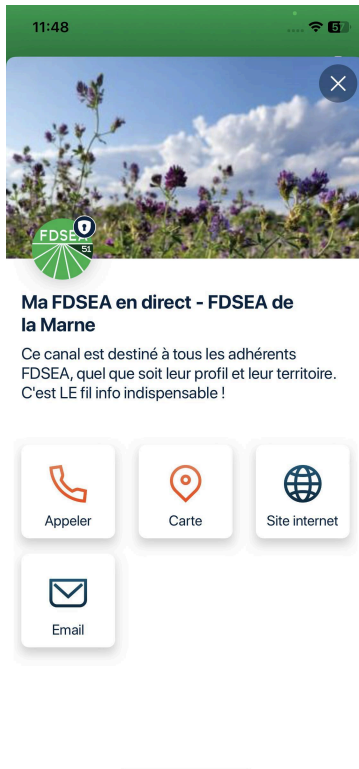 11:48
57
FDSEA
51
Ma FDSEA en direct - FDSEA de
la Marne
Ce canal est destiné à tous les adhérents
FDSEA, quel que soit leur profil et leur territoire.
C'est LE fil info indispensable !
Appeler
Carte
Site internet
Email